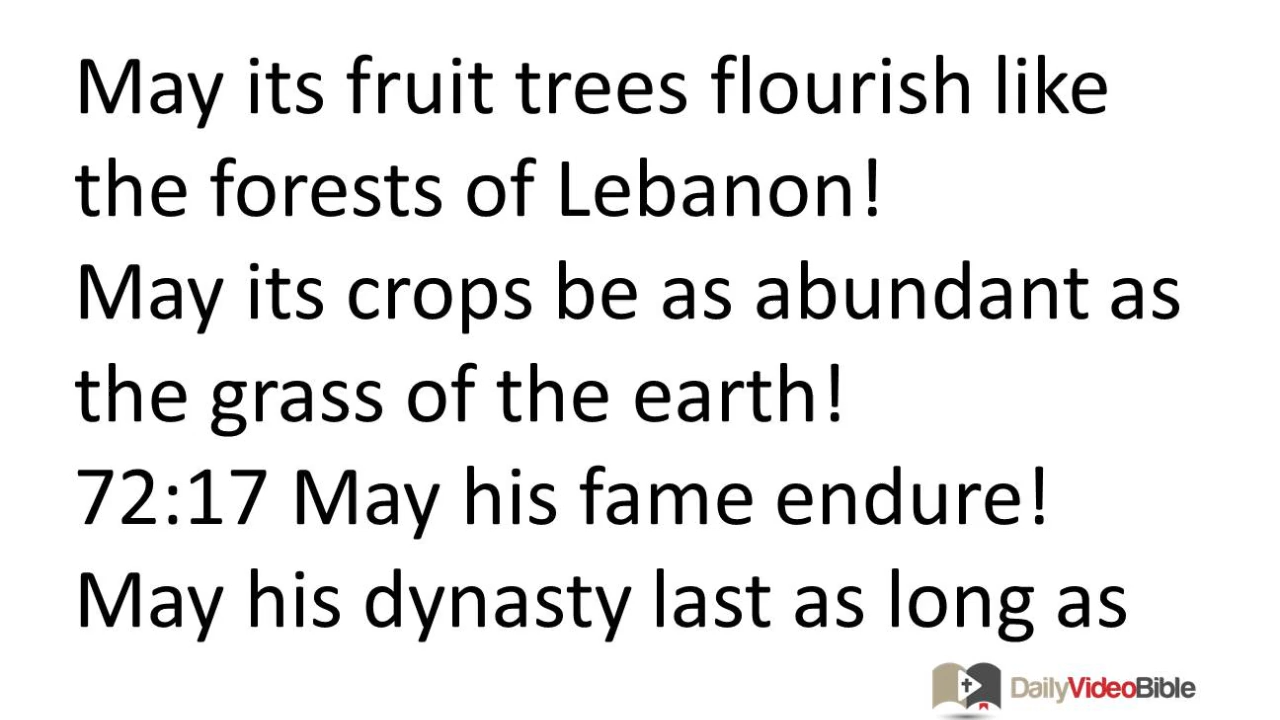 May its fruit trees flourish like
the forests of Lebanon!
May its crops be as abundant as
the grass of the earth!
72:17 May his fame endure!
May his dynasty last as long as
DailyVideoBible